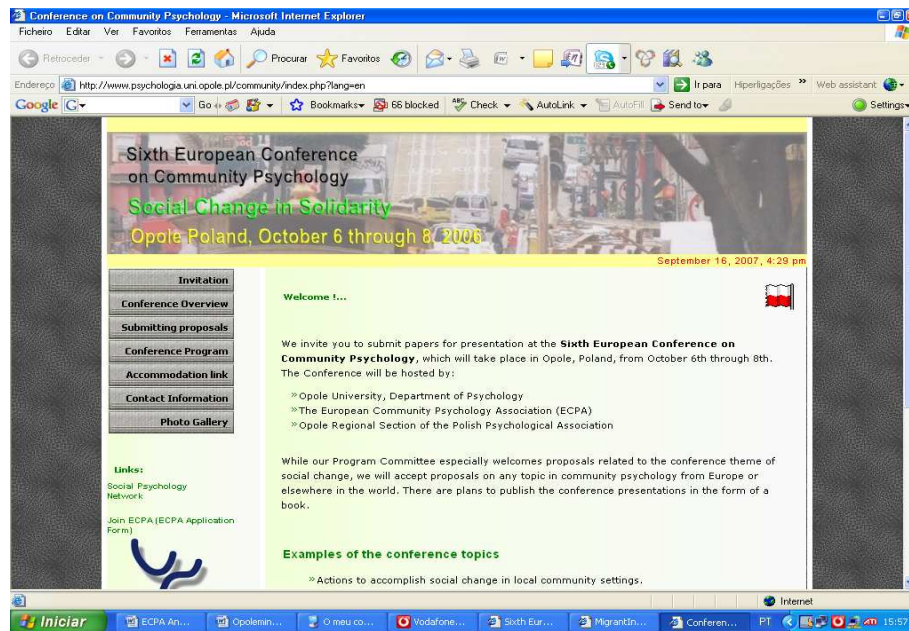 Conference on Community Psychology - Microsoft Internet Explorer
Ficheiro Editar Ver Favoritos Ferramentas Ajuda
Retroceder Procurar Favoritos
Endereço http://www.psychologia.uni.opole.pl/community/index.php?lang=en Ir para Hiperligações » Web assistant
Google G Go Bookmarks 66 blocked Check AutoLink AutoFill Send to Settings
Sixth European Conference
on Community Psychology
Social Change in Solidarity
Opole Poland, October 6 through 8, 2006
September 16, 2007, 4:29 pm
Invitation
Conference Overview
Submitting proposals
Conference Program
Accommodation link
Contact Information
Photo Gallery
Links:
Social Psychology
Network
Join ECPA (ECPA Application
Form)
Welcome !...
We invite you to submit papers for presentation at the Sixth European Conference on
Community Psychology, which will take place in Opole, Poland, from October 6th through 8th.
The Conference will be hosted by:
» Opole University, Department of Psychology
» The European Community Psychology Association (ECPA)
» Opole Regional Section of the Polish Psychological Association
While our Program Committee especially welcomes proposals related to the conference theme of
social change, we will accept proposals on any topic in community psychology from Europe or
elsewhere in the world. There are plans to publish the conference presentations in the form of a
book.
Examples of the conference topics
» Actions to accomplish social change in local community settings.
Internet
Iniciar ECPA An... Opolemin... O meu co... Vodafone... Sixth Eur... MigrantIn... Conferen... PT 15:57